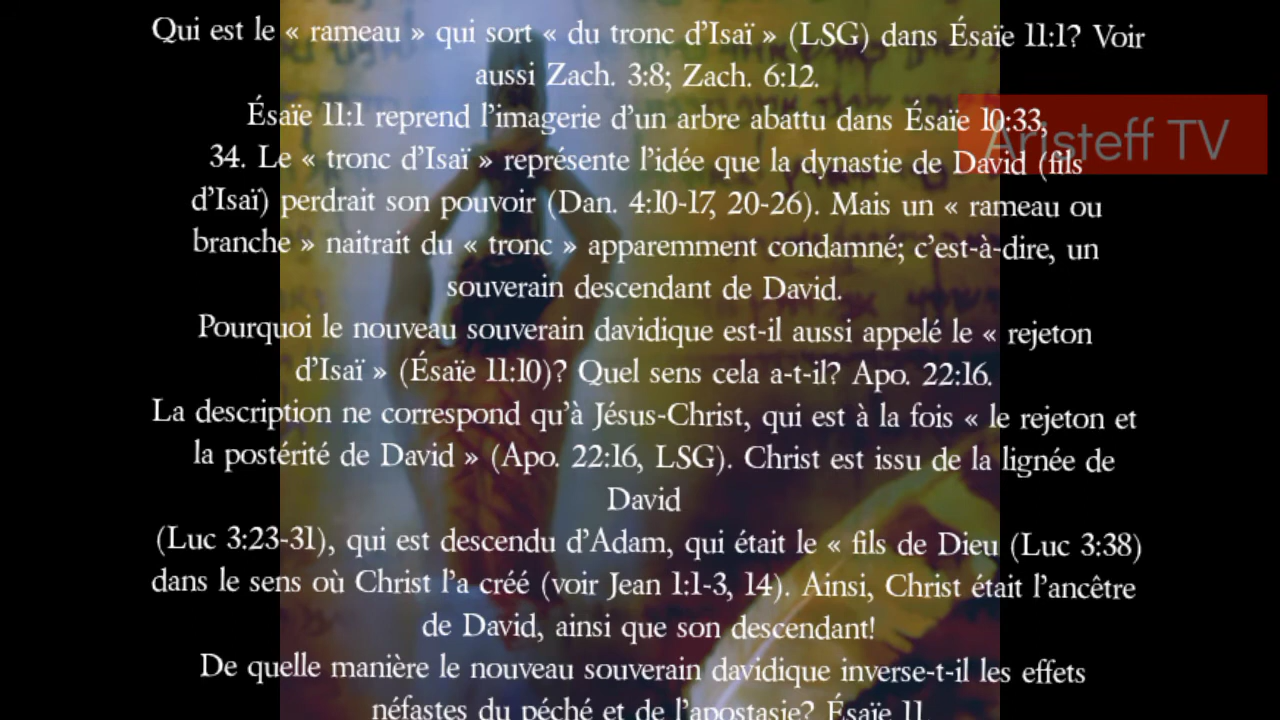 Qui est le « rameau » qui sort « du tronc d'Isaï » (LSG) dans Ésaïe 11:1? Voir
aussi Zach. 3:8; Zach. 6:12.
Ésaïe 11:1 reprend l'imagerie d'un arbre abattu dans Ésaïe 10:33,
Aristeff TV
34. Le « tronc d'Isaï » représente l'idée que la dynastie de David (fils
d'Isaï) perdrait son pouvoir (Dan. 4:10-17, 20-26). Mais un « rameau ou
branche » naitrait du « tronc » apparemment condamné; c'est-à-dire, un
souverain descendant de David.
Pourquoi le nouveau souverain davidique est-il aussi appelé le « rejeton
d'Isaï » (Ésaïe 11:10)? Quel sens cela a-t-il? Apo. 22:16.
La description ne correspond qu'à Jésus-Christ, qui est à la fois « le rejeton et
la postérité de David » (Apo. 22:16, LSG). Christ est issu de la lignée de
David
(Luc 3:23-31), qui est descendu d'Adam, qui était le « fils de Dieu (Luc 3:38)
dans le sens où Christ l'a créé (voir Jean 1:1-3, 14). Ainsi, Christ était l'ancêtre
de David, ainsi que son descendant!
De quelle manière le nouveau souverain davidique inverse-t-il les effets
néfastes du péché et de l'apostasie? Ésaïe 11.